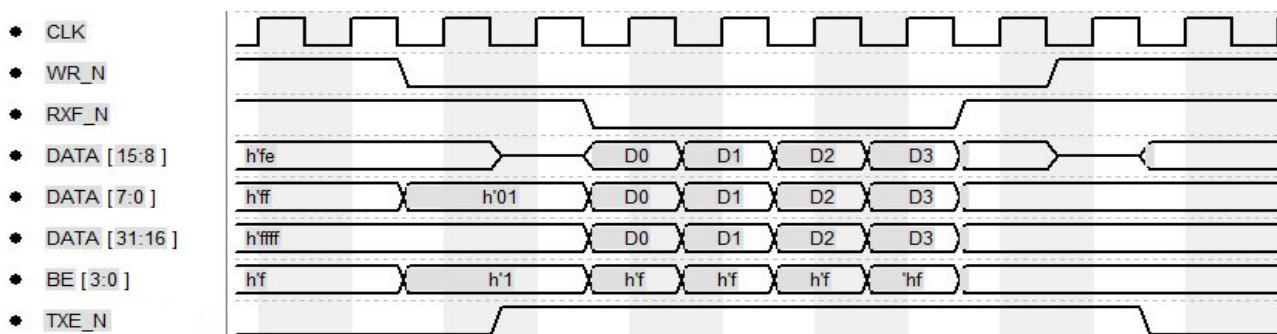 CLK
WR_N
RXF_N
DATA [15:8] h'fe D0 D1 D2 D3
DATA [7:0] h'ff h'01 D0 D1 D2 D3
DATA [31:16] h'ffff D0 D1 D2 D3
BE [3:0] h'f h'1 h'f h'f h'f 'hf
TXE_N